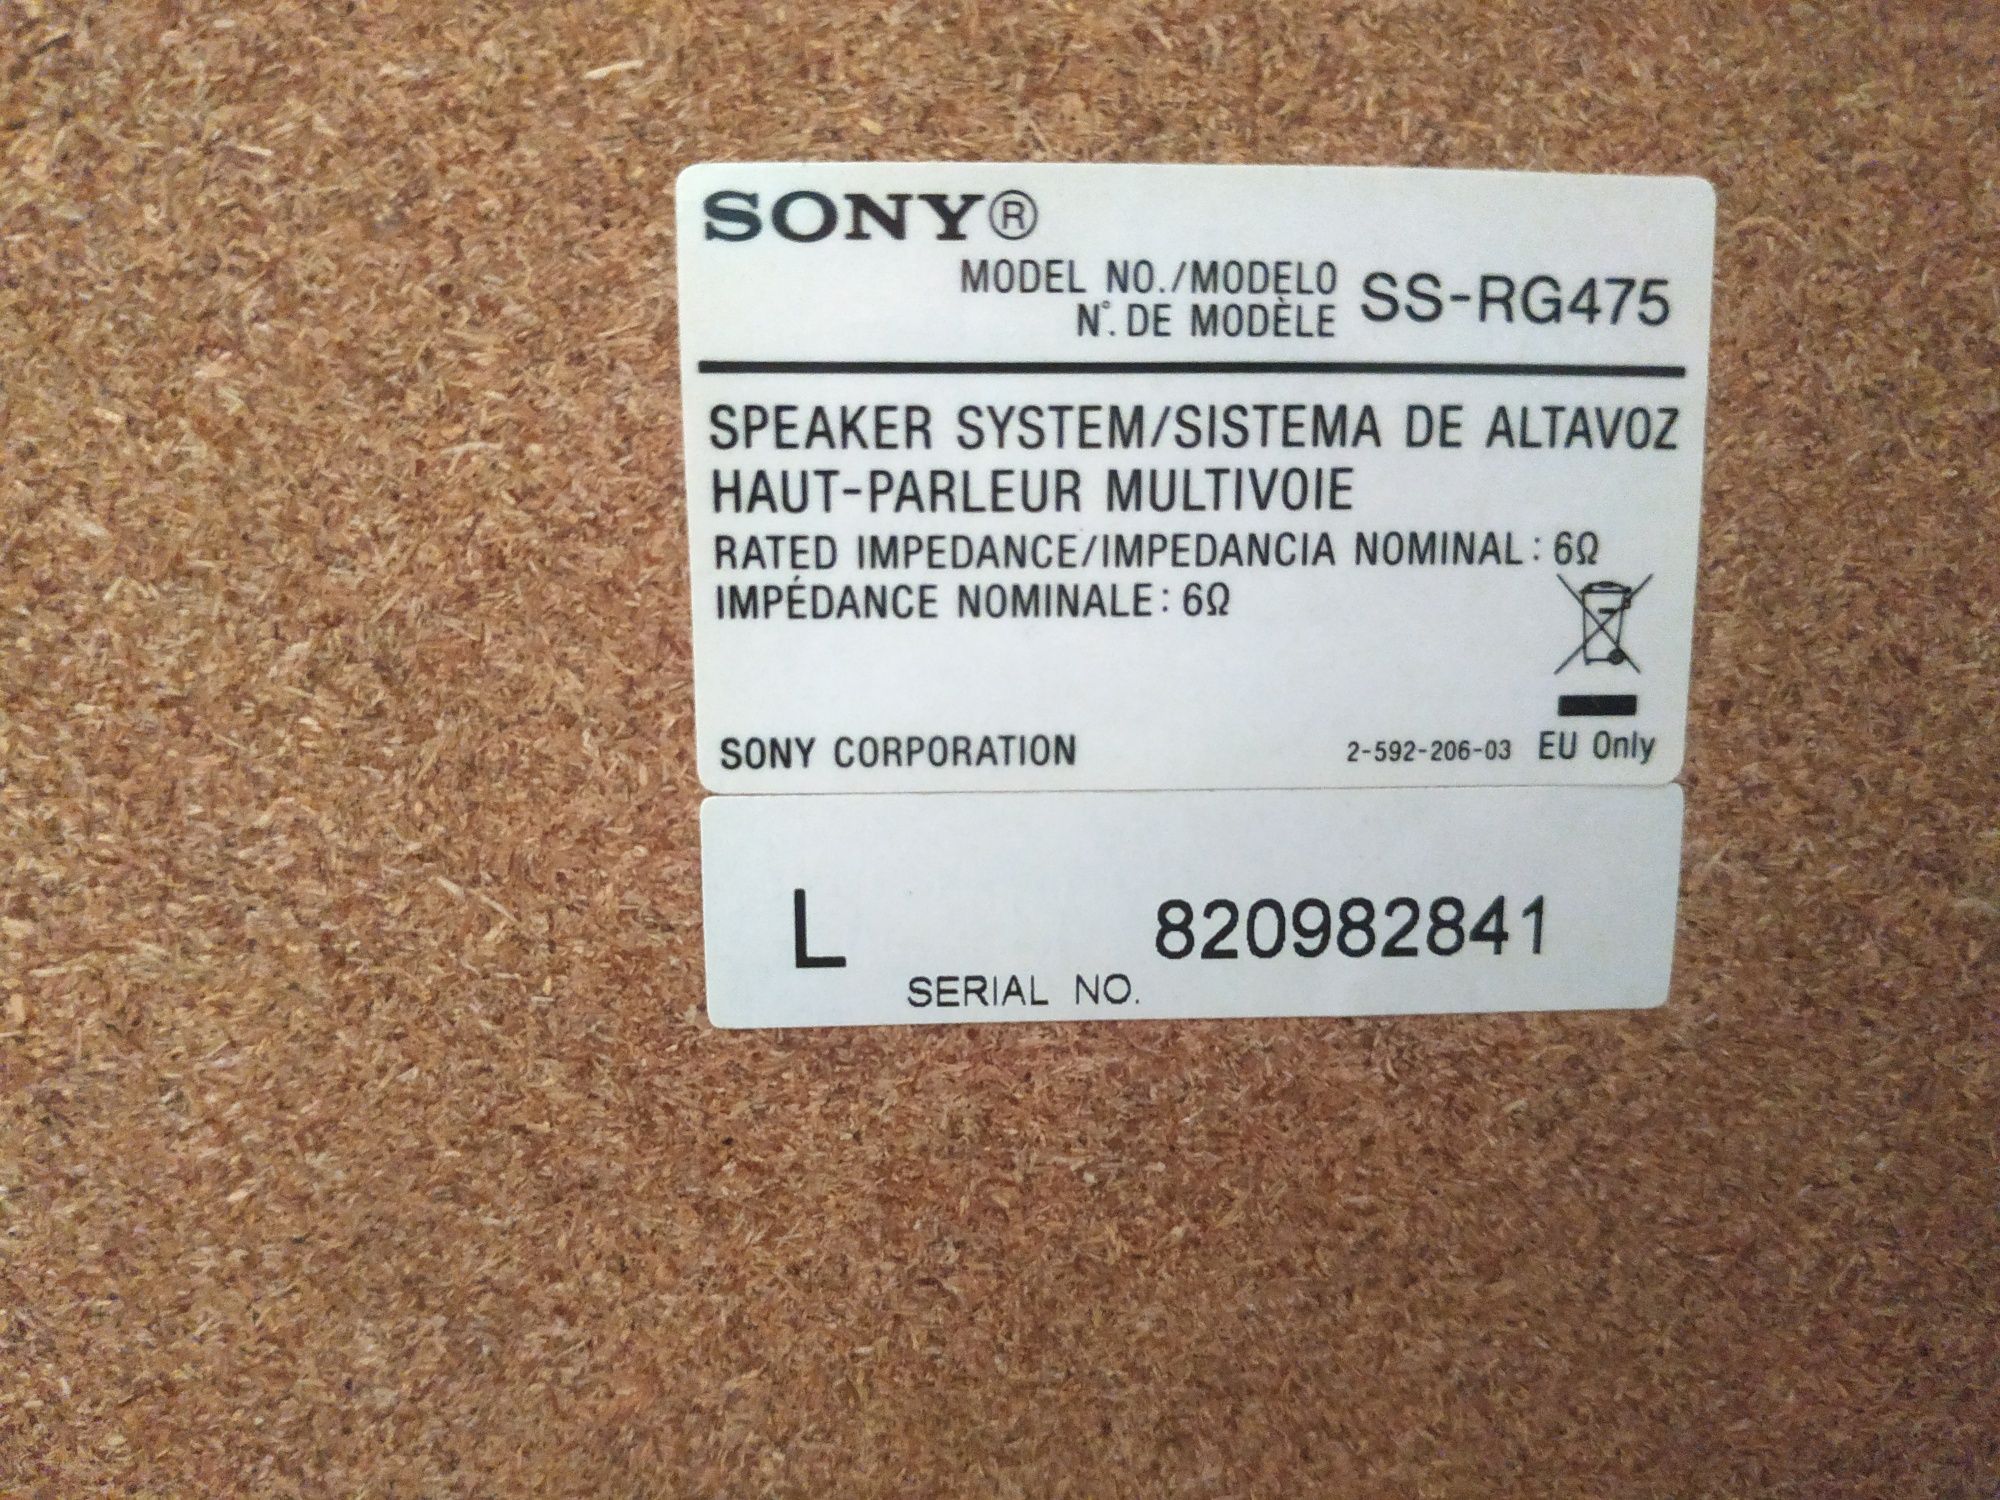 SONY®
MODEL NO./MODELO
N°. DE MODÈLE
SS-RG475
SPEAKER SYSTEM/SISTEMA DE ALTAVOZ
HAUT-PARLEUR MULTIVOIE
RATED IMPEDANCE/IMPEDANCIA NOMINAL: 6Ω
IMPÉDANCE NOMINALE: 6Ω
SONY CORPORATION 2-592-206-03 EU Only
L 820982841
SERIAL NO.